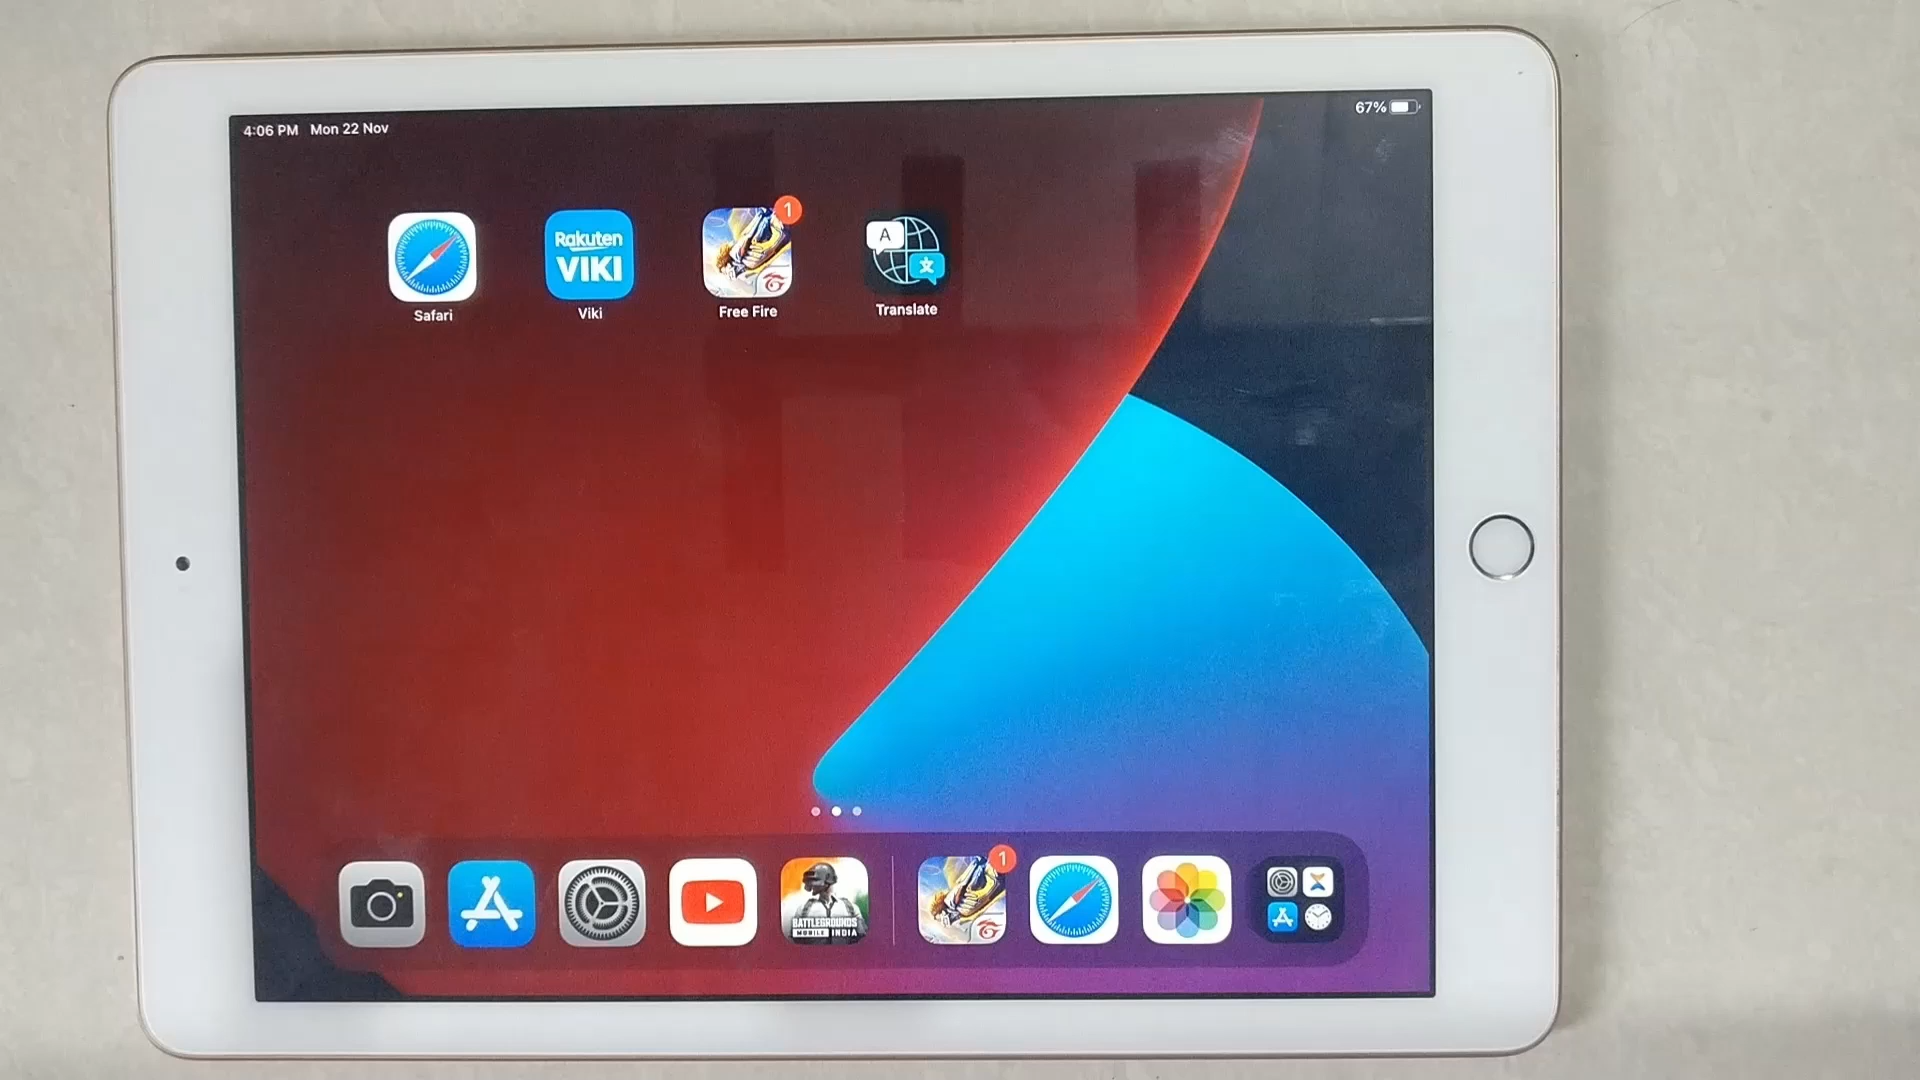 4:06 PM Mon 22 Nov
67%
1
Rakuten
VIKI
A
文
Safari
Viki
Free Fire
Translate
1
BATTLEGROUNDS
MOBILE INDIA